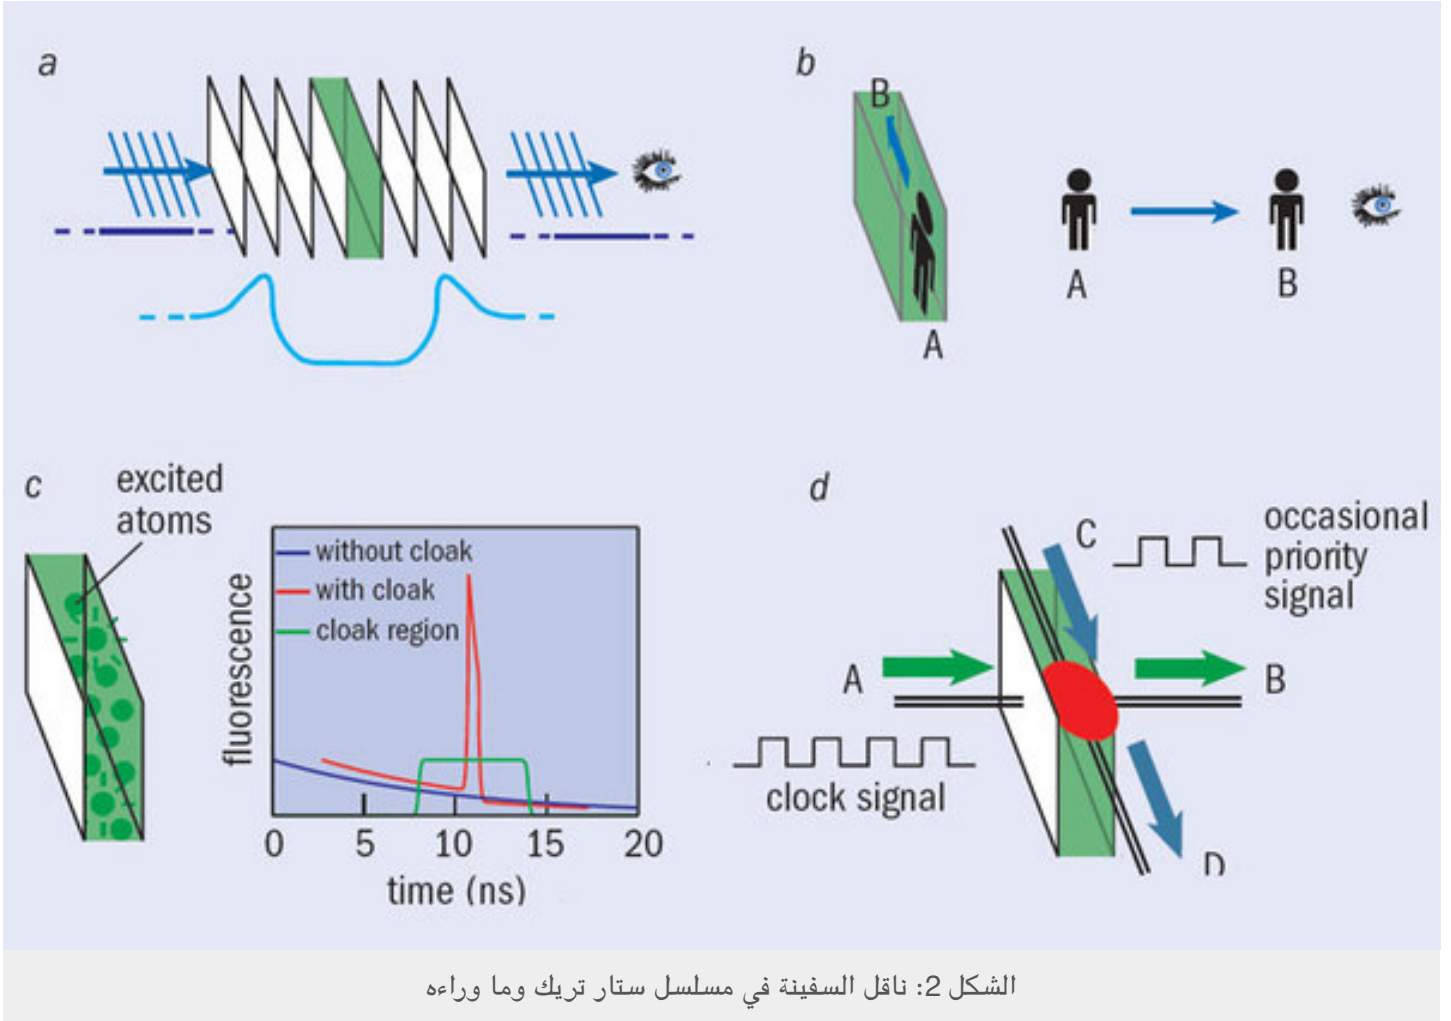 a
b
B
A
A
B
c
excited
atoms
without cloak
with cloak
cloak region
fluorescence
0 5 10 15 20
time (ns)
d
C
occasional
priority
signal
A
B
clock signal
D
الشكل 2: ناقل السفينة في مسلسل ستار تريك وما وراءه